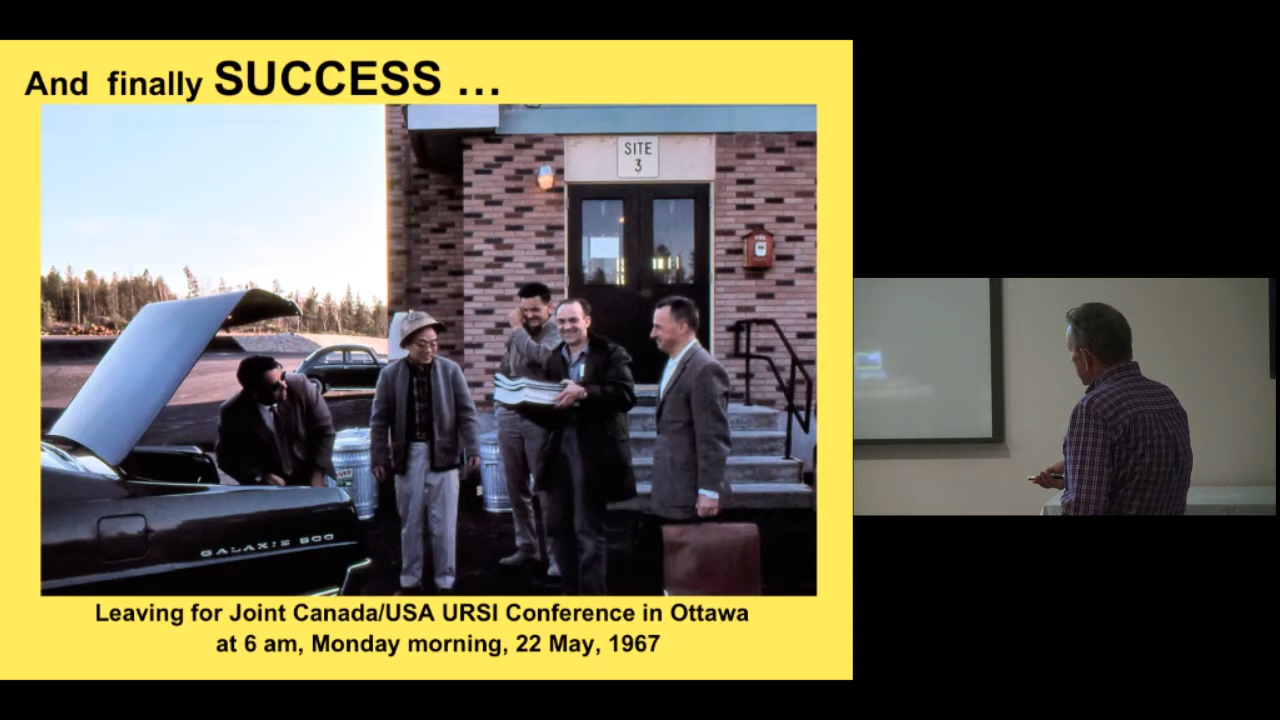 And finally SUCCESS ...
SITE
3
FIRE
GALAXIE 500
Leaving for Joint Canada/USA URSI Conference in Ottawa
at 6 am, Monday morning, 22 May, 1967